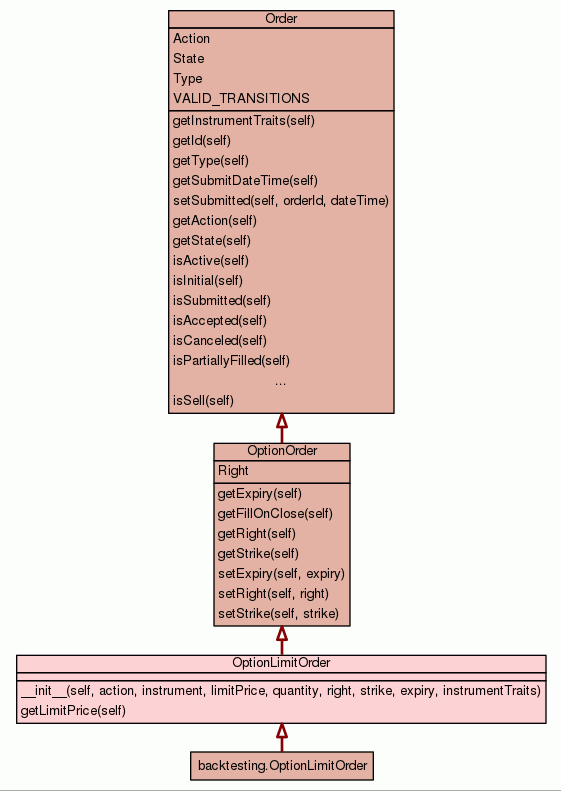 Order
Action
State
Type
VALID_TRANSITIONS
getInstrumentTraits(self)
getId(self)
getType(self)
getSubmitDateTime(self)
setSubmitted(self, orderId, dateTime)
getAction(self)
getState(self)
isActive(self)
isInitial(self)
isSubmitted(self)
isAccepted(self)
isCanceled(self)
isPartiallyFilled(self)
...
isSell(self)
OptionOrder
Right
getExpiry(self)
getFillOnClose(self)
getRight(self)
getStrike(self)
setExpiry(self, expiry)
setRight(self, right)
setStrike(self, strike)
OptionLimitOrder
__init__(self, action, instrument, limitPrice, quantity, right, strike, expiry, instrumentTraits)
getLimitPrice(self)
backtesting.OptionLimitOrder